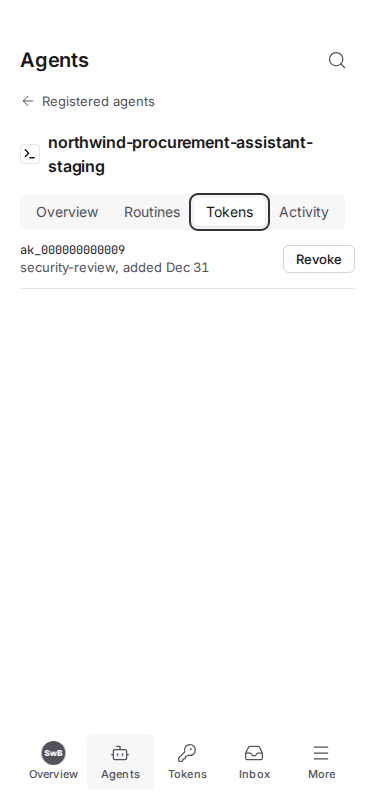 Agents
Registered agents
northwind-procurement-assistant-
staging
Overview Routines Tokens Activity
ak_000000000009
security-review, added Dec 31
Revoke
SwB
Overview Agents Tokens Inbox More